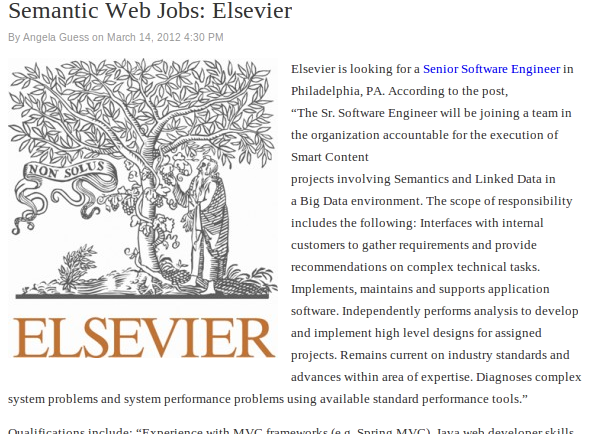 Semantic Web Jobs: Elsevier
By Angela Guess on March 14, 2012 4:30 PM
NON SOLUS
ELSEVIER
Elsevier is looking for a Senior Software Engineer in
Philadelphia, PA. According to the post,
“The Sr. Software Engineer will be joining a team in
the organization accountable for the execution of
Smart Content
projects involving Semantics and Linked Data in
a Big Data environment. The scope of responsibility
includes the following: Interfaces with internal
customers to gather requirements and provide
recommendations on complex technical tasks.
Implements, maintains and supports application
software. Independently performs analysis to develop
and implement high level designs for assigned
projects. Remains current on industry standards and
advances within area of expertise. Diagnoses complex
system problems and system performance problems using available standard performance tools.”
Qualifications include: “Experience with MVC frameworks (e.g. Spring MVC), Java web developer skills